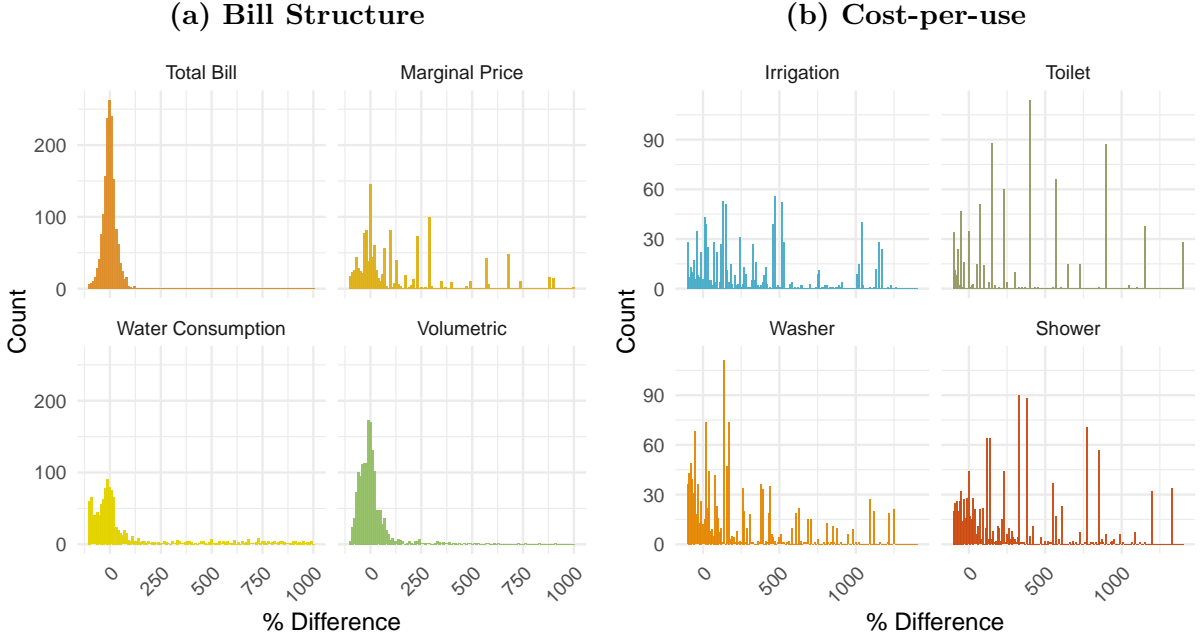 (a) Bill Structure
Total Bill
Marginal Price
200
100
0
Water Consumption
Volumetric
200
100
0
0
250
500
750
1000
0
250
500
750
1000
Count
% Difference
(b) Cost-per-use
Irrigation
Toilet
90
60
30
0
Washer
Shower
90
60
30
0
0
500
1000
0
500
1000
Count
% Difference